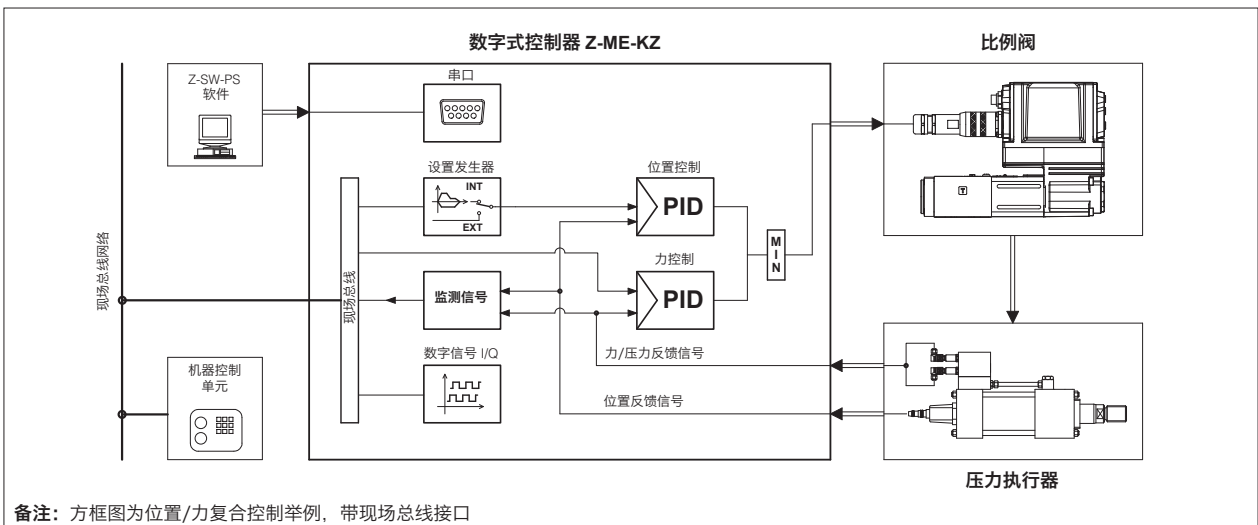 数字式控制器 Z-ME-KZ
比例阀
Z-SW-PS
软件
串口
设置发生器
INT
EXT
位置控制
PID
M
I
N
力控制
PID
现场总线网络
现场总线
监测信号
数字信号 I/Q
力/压力反馈信号
位置反馈信号
机器控制
单元
T
压力执行器
备注：方框图为位置/力复合控制举例，带现场总线接口